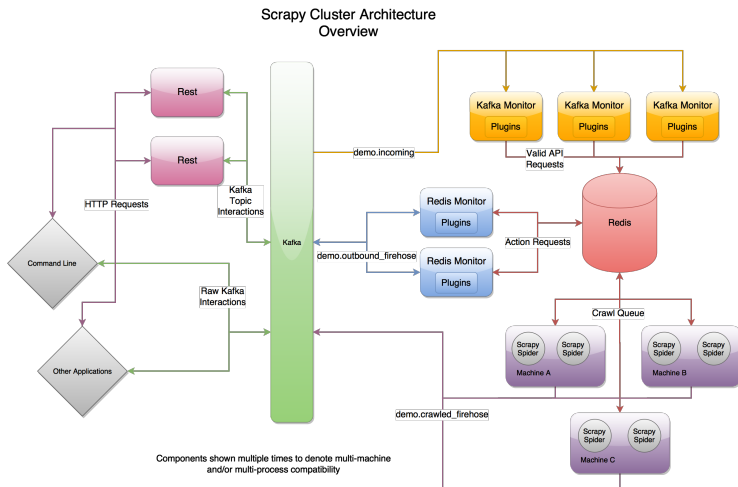 Scrapy Cluster Architecture
Overview
Rest
Rest
HTTP Requests
Kafka
Topic
Interactions
Command Line
Raw Kafka
Interactions
Other Applications
Kafka
demo.incoming
Kafka Monitor
Plugins
Kafka Monitor
Plugins
Kafka Monitor
Plugins
Valid API
Requests
Redis Monitor
Plugins
demo.outbound_firehose
Redis Monitor
Plugins
Action Requests
Redis
Crawl Queue
Scrapy
Spider
Scrapy
Spider
Machine A
Scrapy
Spider
Scrapy
Spider
Machine B
demo.crawled_firehose
Scrapy
Spider
Scrapy
Spider
Machine C
Components shown multiple times to denote multi-machine
and/or multi-process compatibility